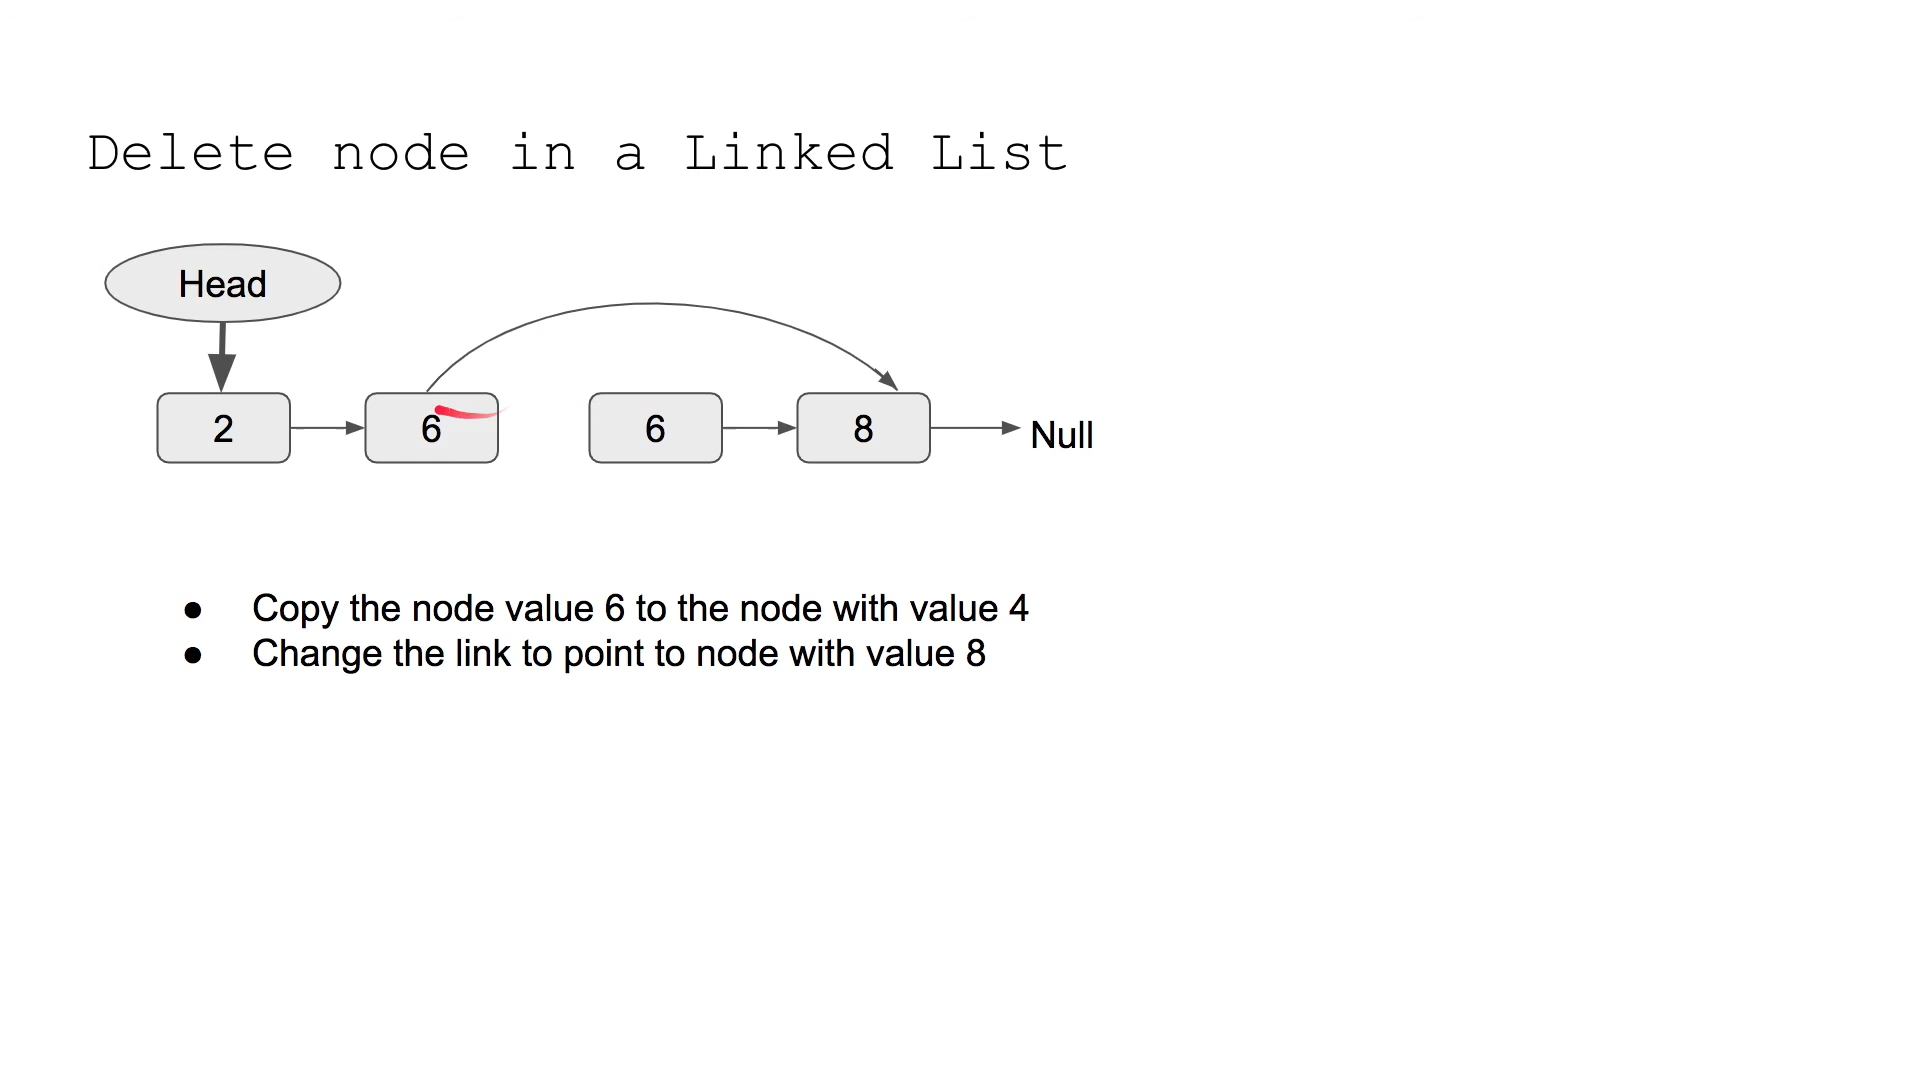 Delete node in a Linked List
Head
2 6 6 8 Null
● Copy the node value 6 to the node with value 4
● Change the link to point to node with value 8